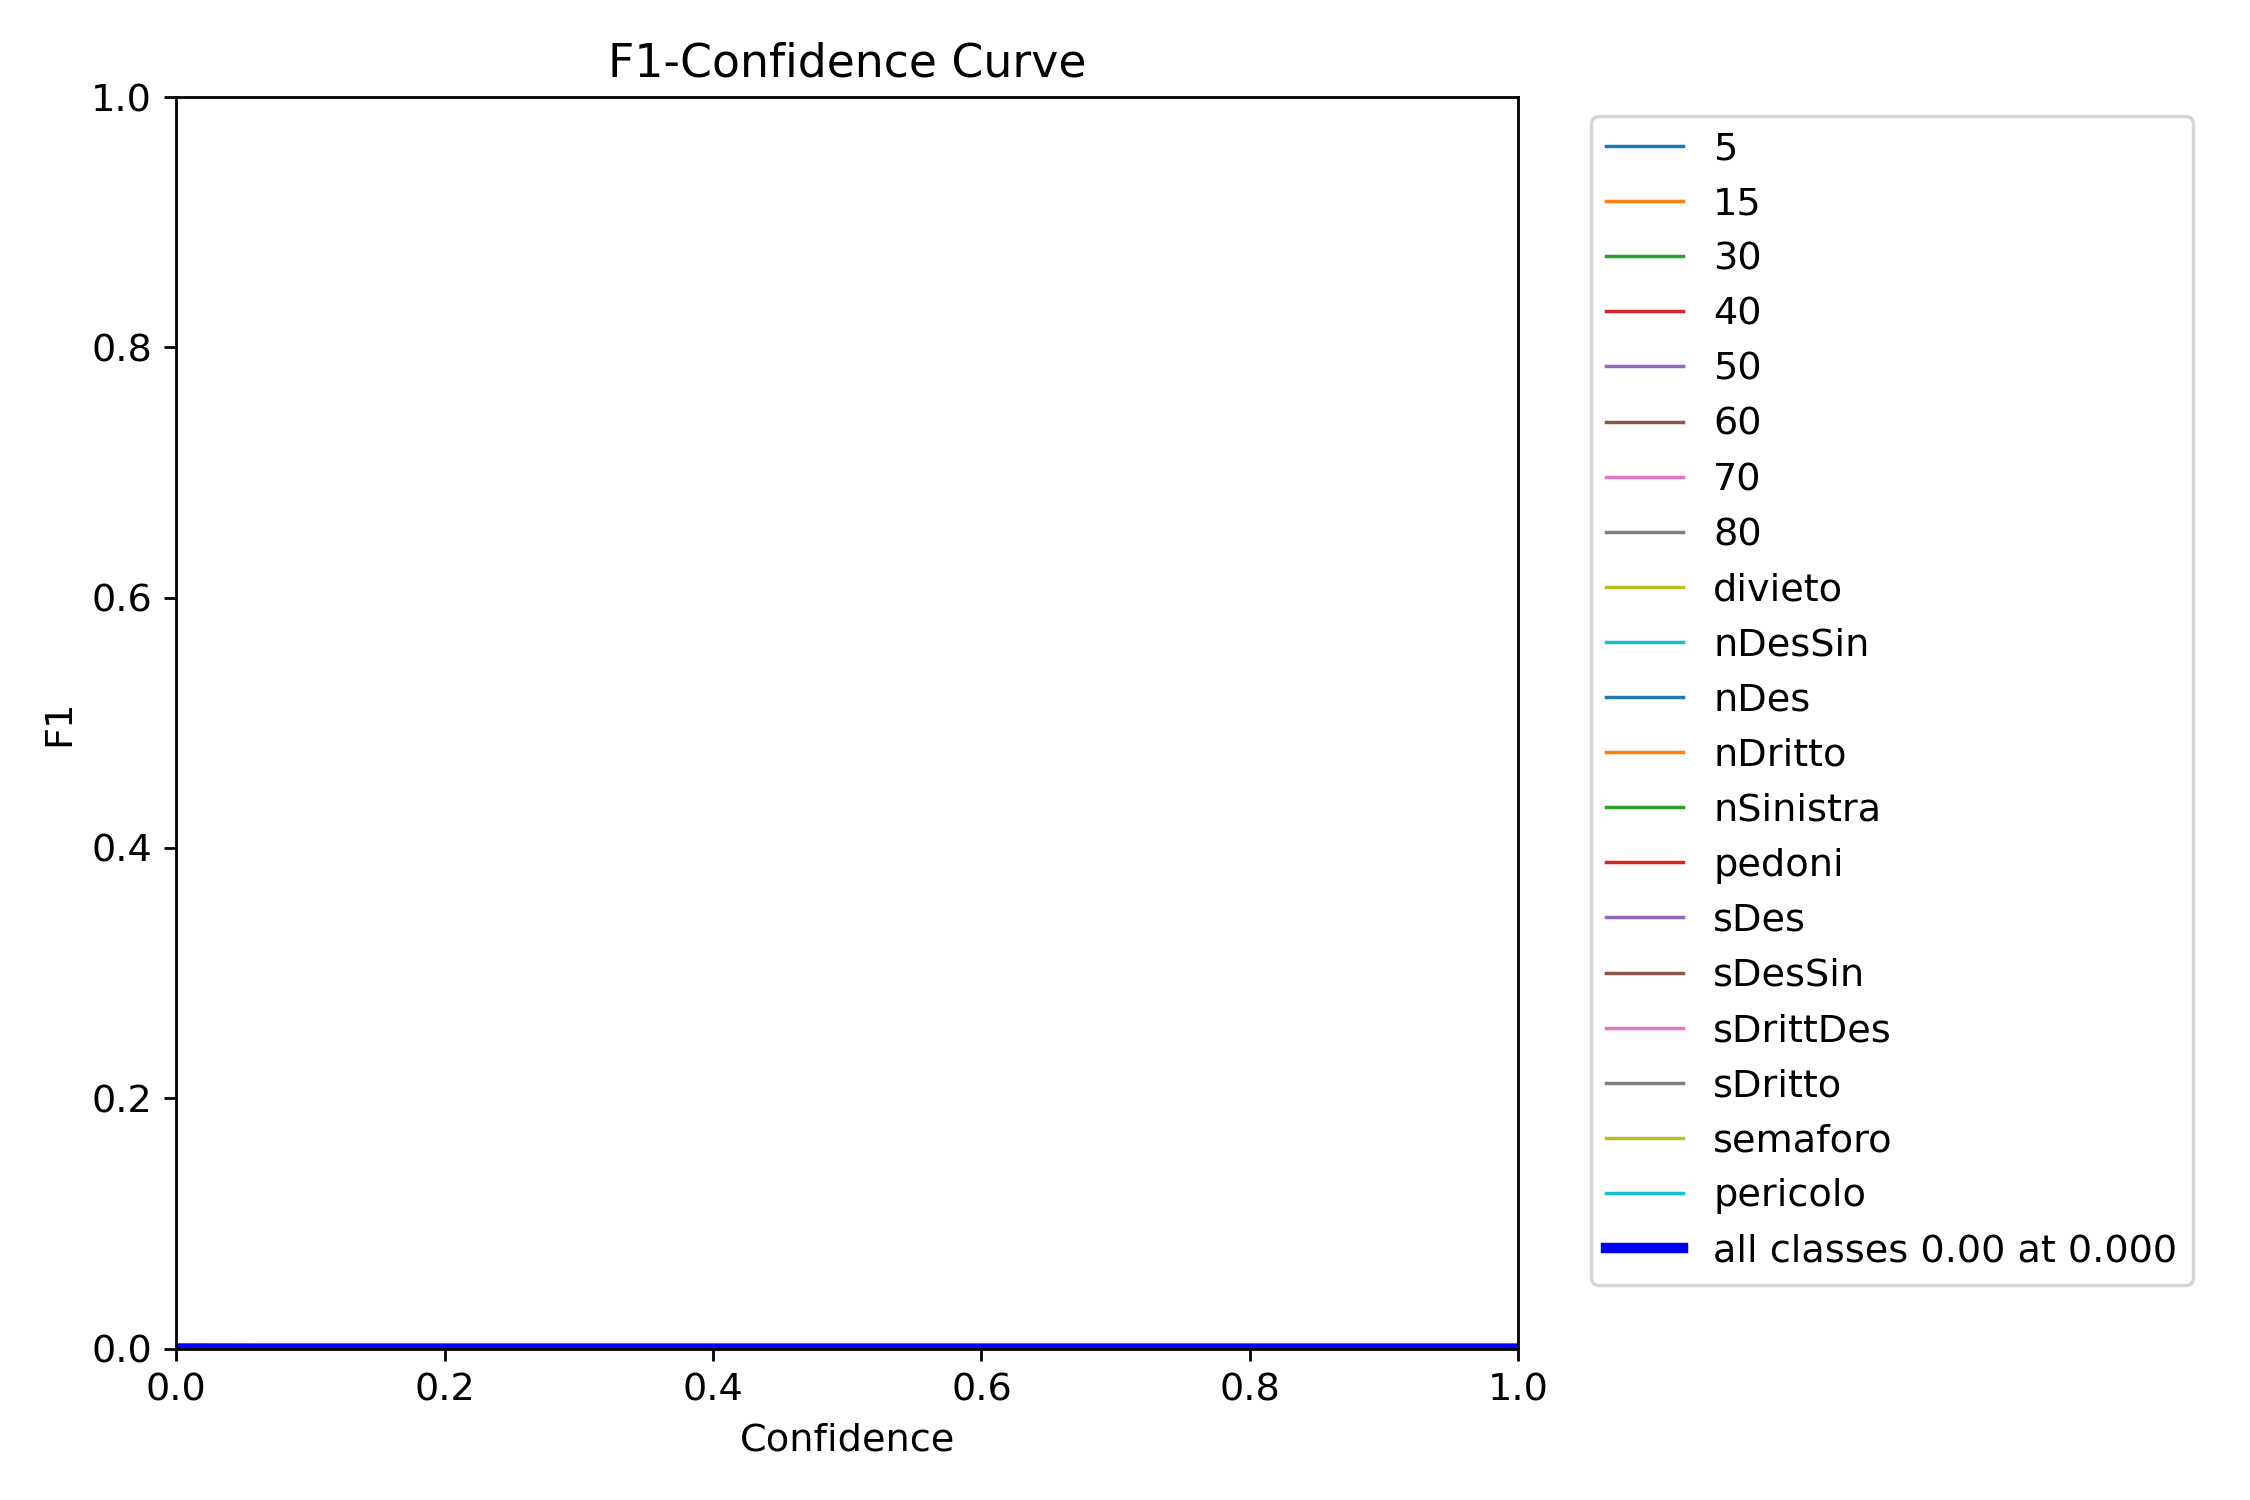 F1-Confidence Curve
1.0
0.8
0.6
0.4
0.2
0.0
F1
0.0 0.2 0.4 0.6 0.8 1.0
Confidence
5
15
30
40
50
60
70
80
divieto
nDesSin
nDes
nDritto
nSinistra
pedoni
sDes
sDesSin
sDrittDes
sDritto
semaforo
pericolo
all classes 0.00 at 0.000